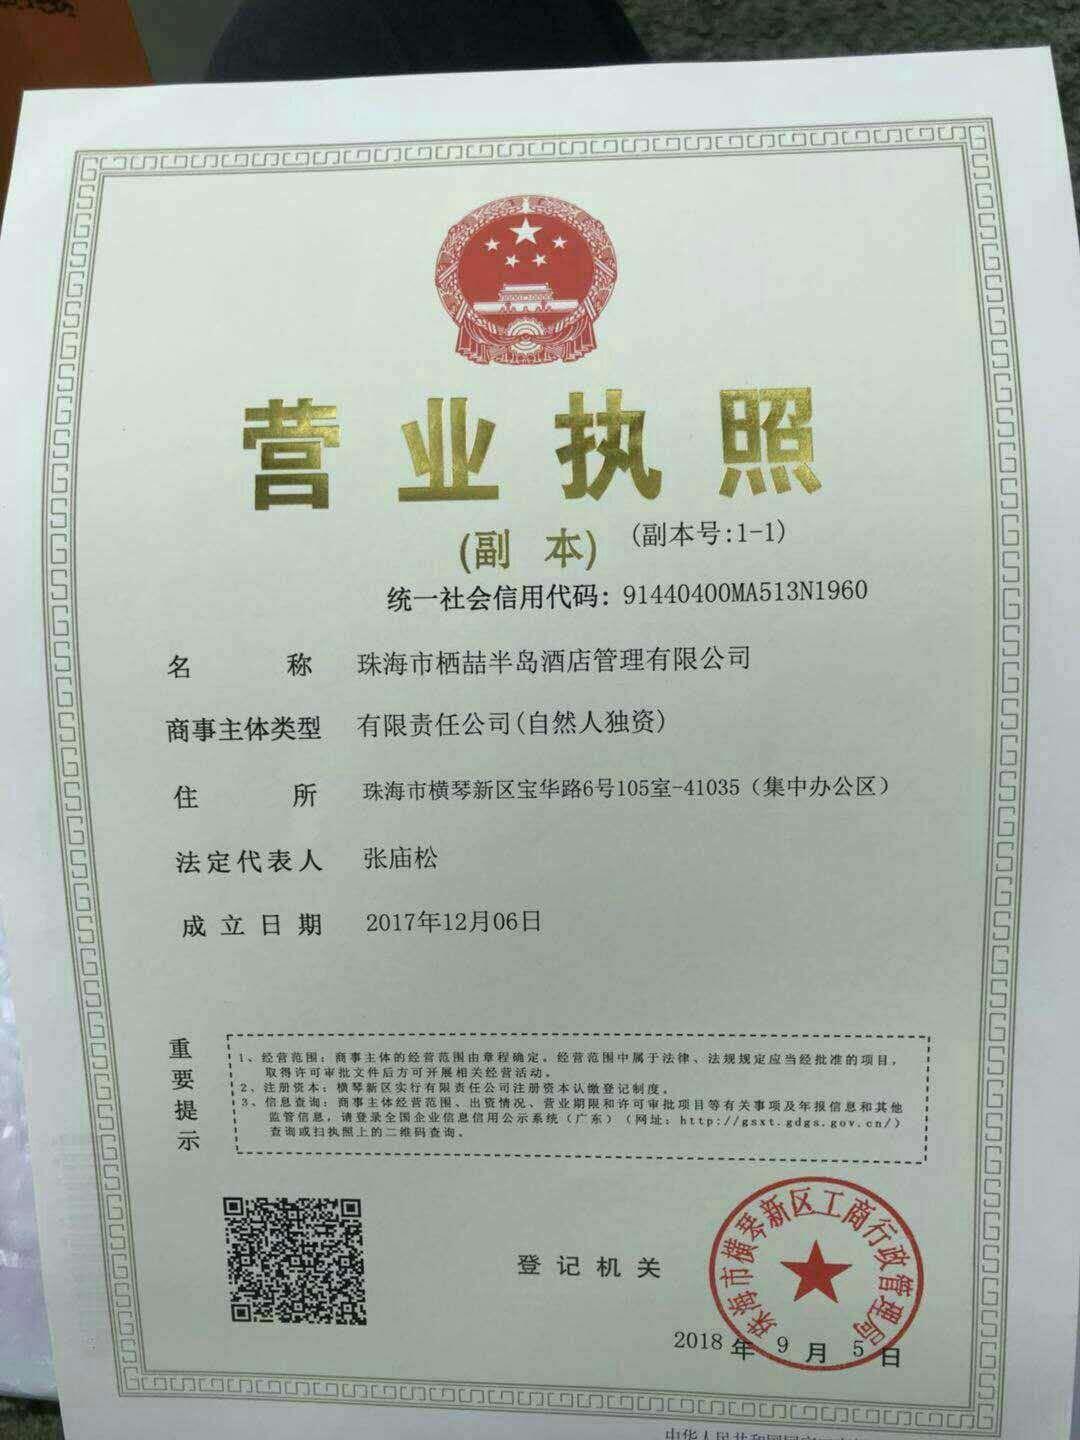 营业执照
(副 本) (副本号:1-1)
统一社会信用代码: 91440400MA513N1960
名 称 珠海市栖喆半岛酒店管理有限公司
商事主体类型 有限责任公司(自然人独资)
住 所 珠海市横琴新区宝华路6号105室-41035（集中办公区）
法定代表人 张庙松
成立日期 2017年12月06日
重要提示
1、经营范围：商事主体的经营范围由章程确定。经营范围中属于法律、法规规定应当经批准的项目，
取得许可审批文件后方可开展相关经营活动。
2、注册资本：横琴新区实行有限责任公司注册资本认缴登记制度。
3、信息查询：商事主体经营范围、出资情况、营业期限和许可审批项目等有关事项及年报信息和其他
监管信息，请登录全国企业信息信用公示系统（广东）（网址：http://gsxt.gdgs.gov.cn/）
查询或扫执照上的二维码查询。
登记机关
珠海市横琴新区工商行政管理局
2018 年 9 月 5 日